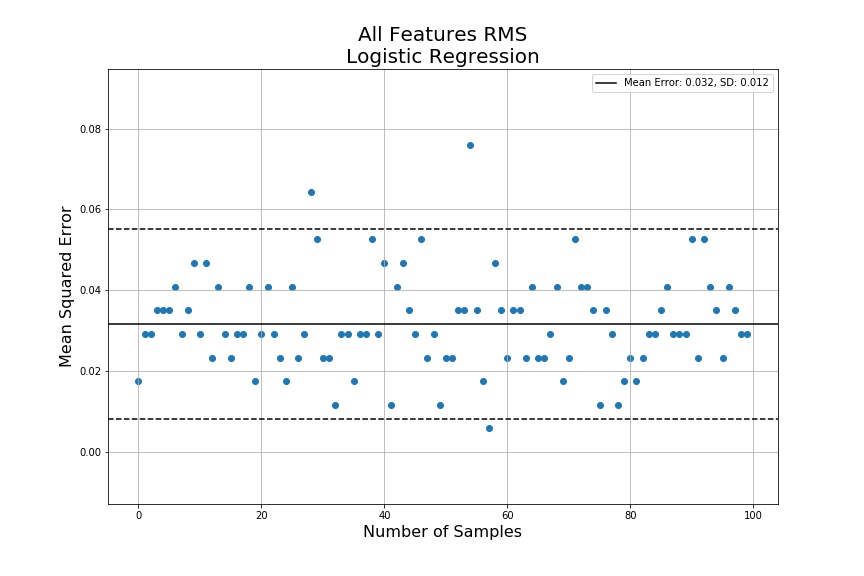 All Features RMS
Logistic Regression
Mean Error: 0.032, SD: 0.012
Mean Squared Error
0.08
0.06
0.04
0.02
0.00
0 20 40 60 80 100
Number of Samples